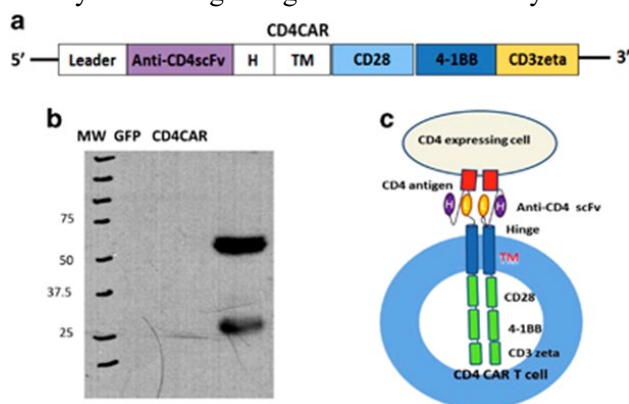 a
CD4CAR
5’ Leader Anti-CD4scFv H TM CD28 4-1BB CD3zeta 3’
b
MW GFP CD4CAR
75
50
37.5
25
c
CD4 expressing cell
CD4 antigen
H H Anti-CD4 scFv
Hinge
TM
CD28
4-1BB
CD3 zeta
CD4 CAR T cell